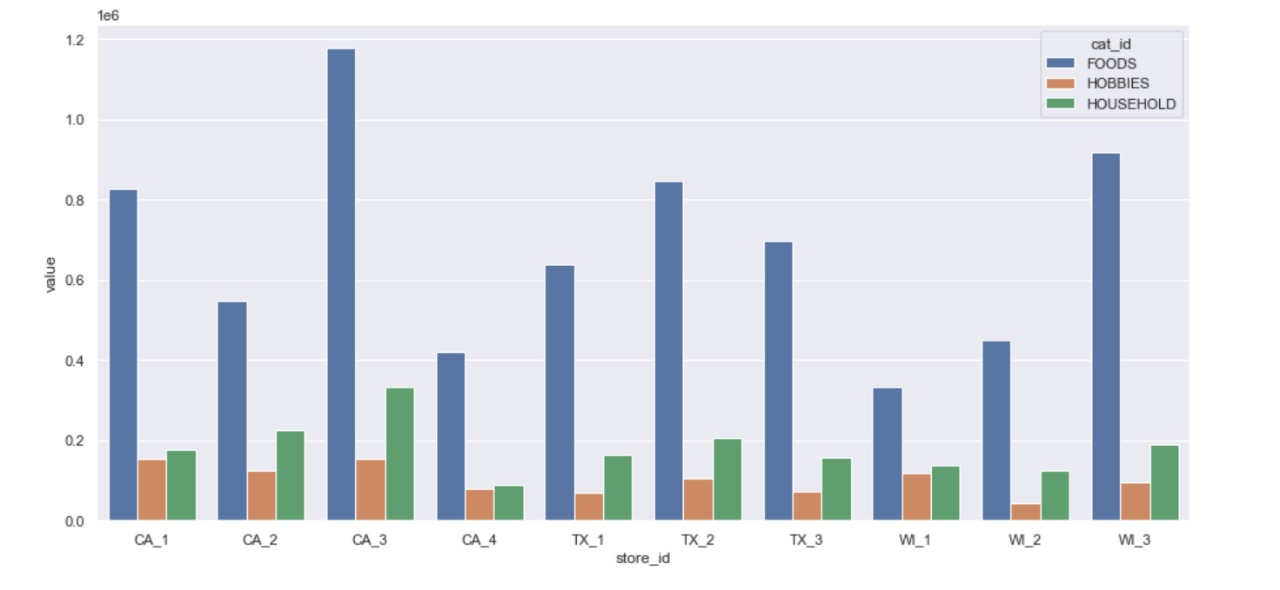 1e6
1.2
1.0
0.8
0.6
0.4
0.2
0.0
value
cat_id
FOODS
HOBBIES
HOUSEHOLD
CA_1 CA_2 CA_3 CA_4 TX_1 TX_2 TX_3 WI_1 WI_2 WI_3
store_id